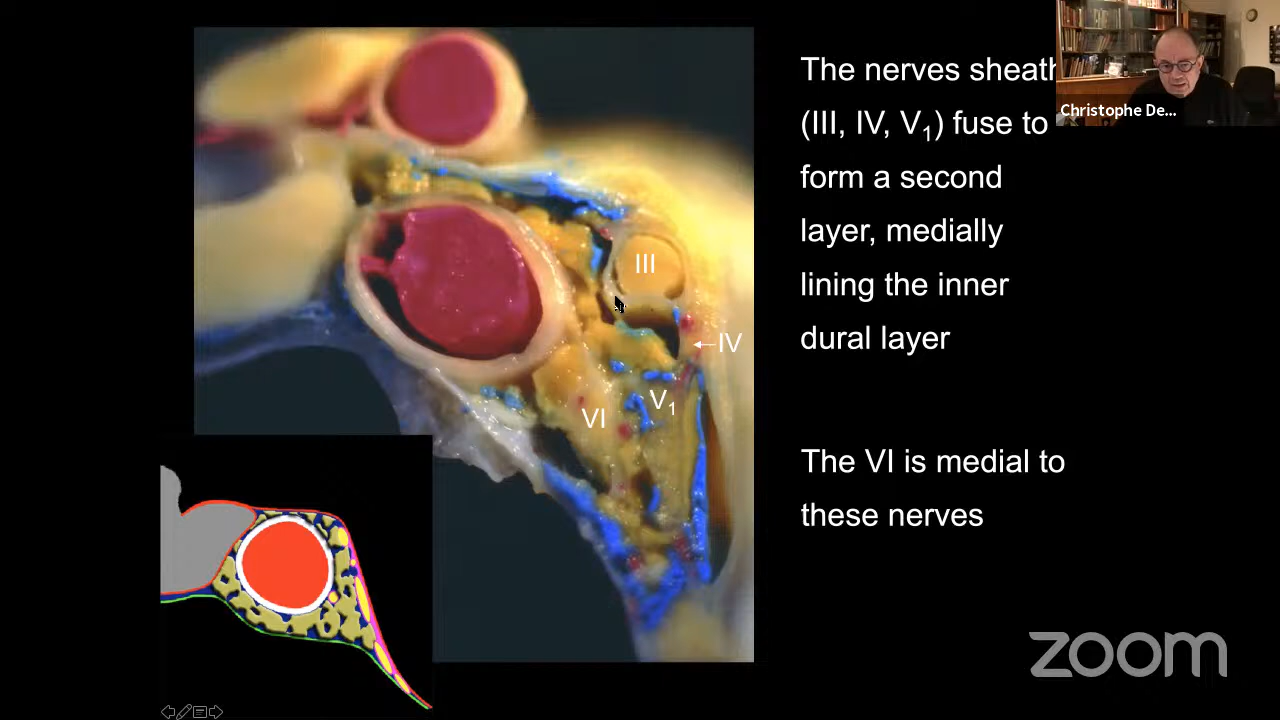 The nerves sheath
(III, IV, V₁) fuse to
form a second
layer, medially
lining the inner
dural layer
The VI is medial to
these nerves
III
IV
V₁
VI
Christophe De...
zoom